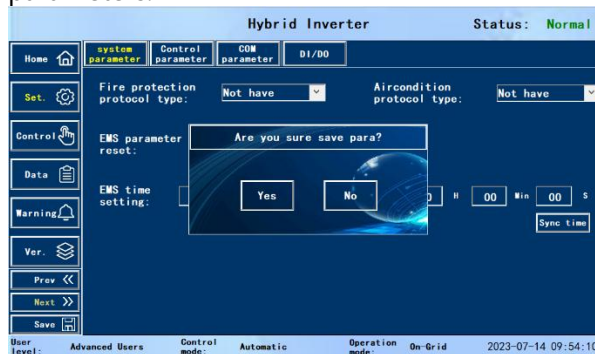 Hybrid Inverter Status: Normal
Home system parameter Control parameter COM parameter DI/DO
Set. Fire protection protocol type: Not have Aircondition protocol type: Not have
Control EMS parameter reset: Are you sure save para?
Data
EMS time setting: Yes No H 00 Min 00 S
Warning Sync time
Ver.
Prev
Next
Save
User level: Advanced Users Control mode: Automatic Operation mode: On-Grid 2023-07-14 09:54:10